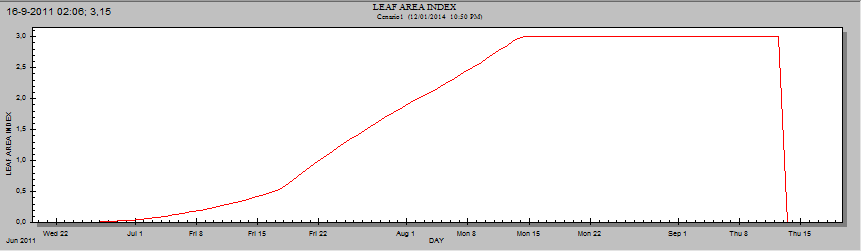 LEAF AREA INDEX
16-9-2011 02:06; 3,15
Cenario1 (12/01/2014 10:50 PM)
3,0
2,5
2,0
1,5
1,0
0,5
0,0
LEAF AREA INDEX
Wed 22 Jul 1 Fri 8 Fri 15 Fri 22 Aug 1 Mon 8 Mon 15 Mon 22 Sep 1 Thu 8 Thu 15
Jun 2011
DAY